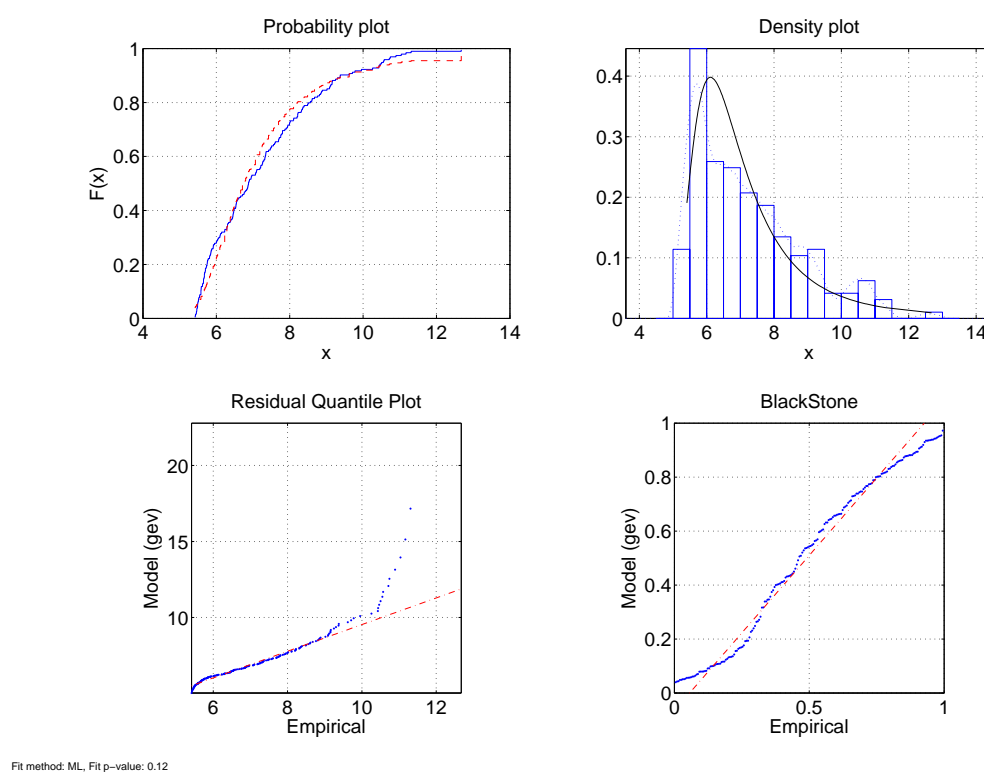 Probability plot
1
0.8
0.6
0.4
0.2
0
F(x)
4 6 8 10 12 14
x
Density plot
0.4
0.3
0.2
0.1
0
4 6 8 10 12 14
x
Residual Quantile Plot
20
15
10
Model (gev)
6 8 10 12
Empirical
BlackStone
1
0.8
0.6
0.4
0.2
0
Model (gev)
0 0.5 1
Empirical
Fit method: ML, Fit p−value: 0.12